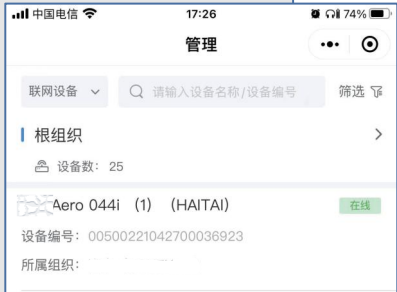 中国电信
17:26
74%
管理
联网设备
请输入设备名称/设备编号
筛选
根组织
设备数: 25
Aero 044i (1) (HAITAI)
在线
设备编号: 00500221042700036923
所属组织: